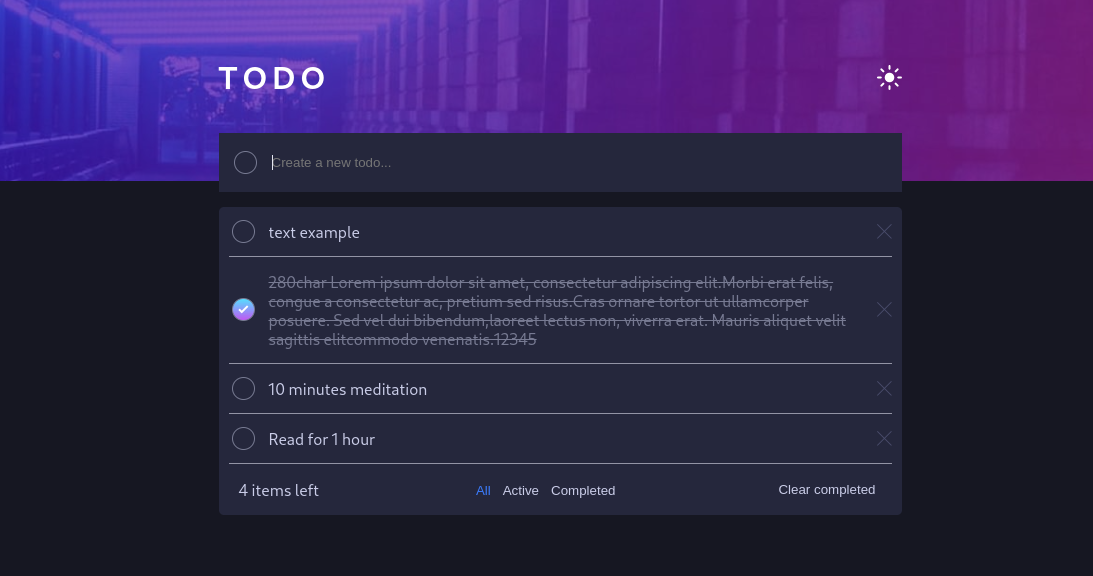 TODO
Create a new todo...
text example
280char Lorem ipsum dolor sit amet, consectetur adipiscing elit.Morbi erat felis,
congue a consectetur ac, pretium sed risus.Cras ornare tortor ut ullamcorper
posuere. Sed vel dui bibendum,laoreet lectus non, viverra erat. Mauris aliquet velit
sagittis elitcommodo venenatis.12345
10 minutes meditation
Read for 1 hour
4 items left All Active Completed Clear completed